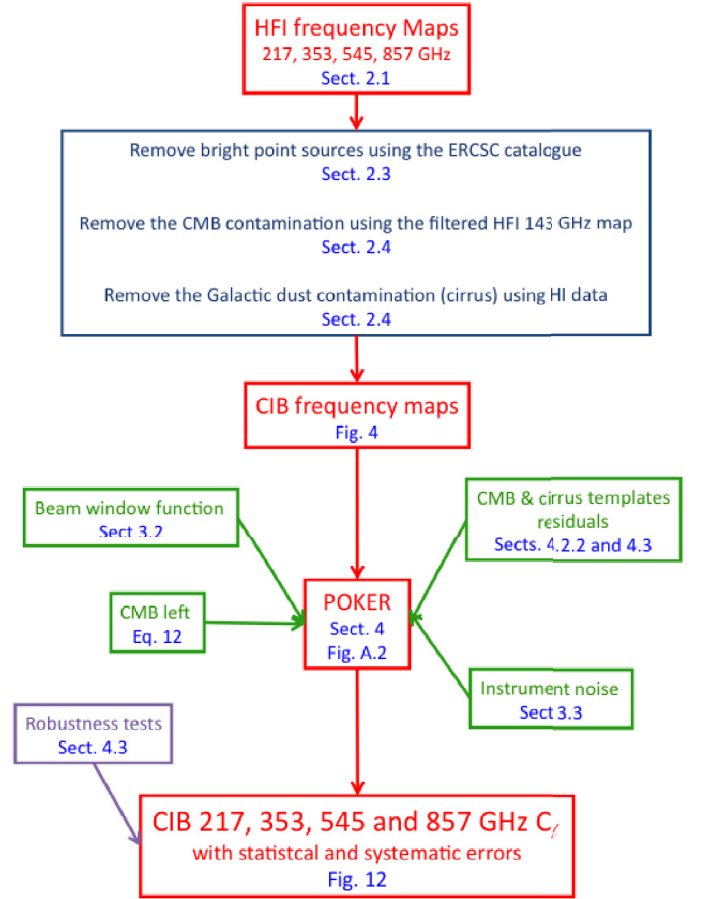 HFI frequency Maps
217, 353, 545, 857 GHz
Sect. 2.1
Remove bright point sources using the ERCSC catalogue
Sect. 2.3
Remove the CMB contamination using the filtered HFI 143 GHz map
Sect. 2.4
Remove the Galactic dust contamination (cirrus) using HI data
Sect. 2.4
CIB frequency maps
Fig. 4
Beam window function
Sect 3.2
CMB & cirrus templates
residuals
Sects. 4.2.2 and 4.3
CMB left
Eq. 12
POKER
Sect. 4
Fig. A.2
Instrument noise
Sect 3.3
Robustness tests
Sect. 4.3
CIB 217, 353, 545 and 857 GHz Cℓ
with statistcal and systematic errors
Fig. 12